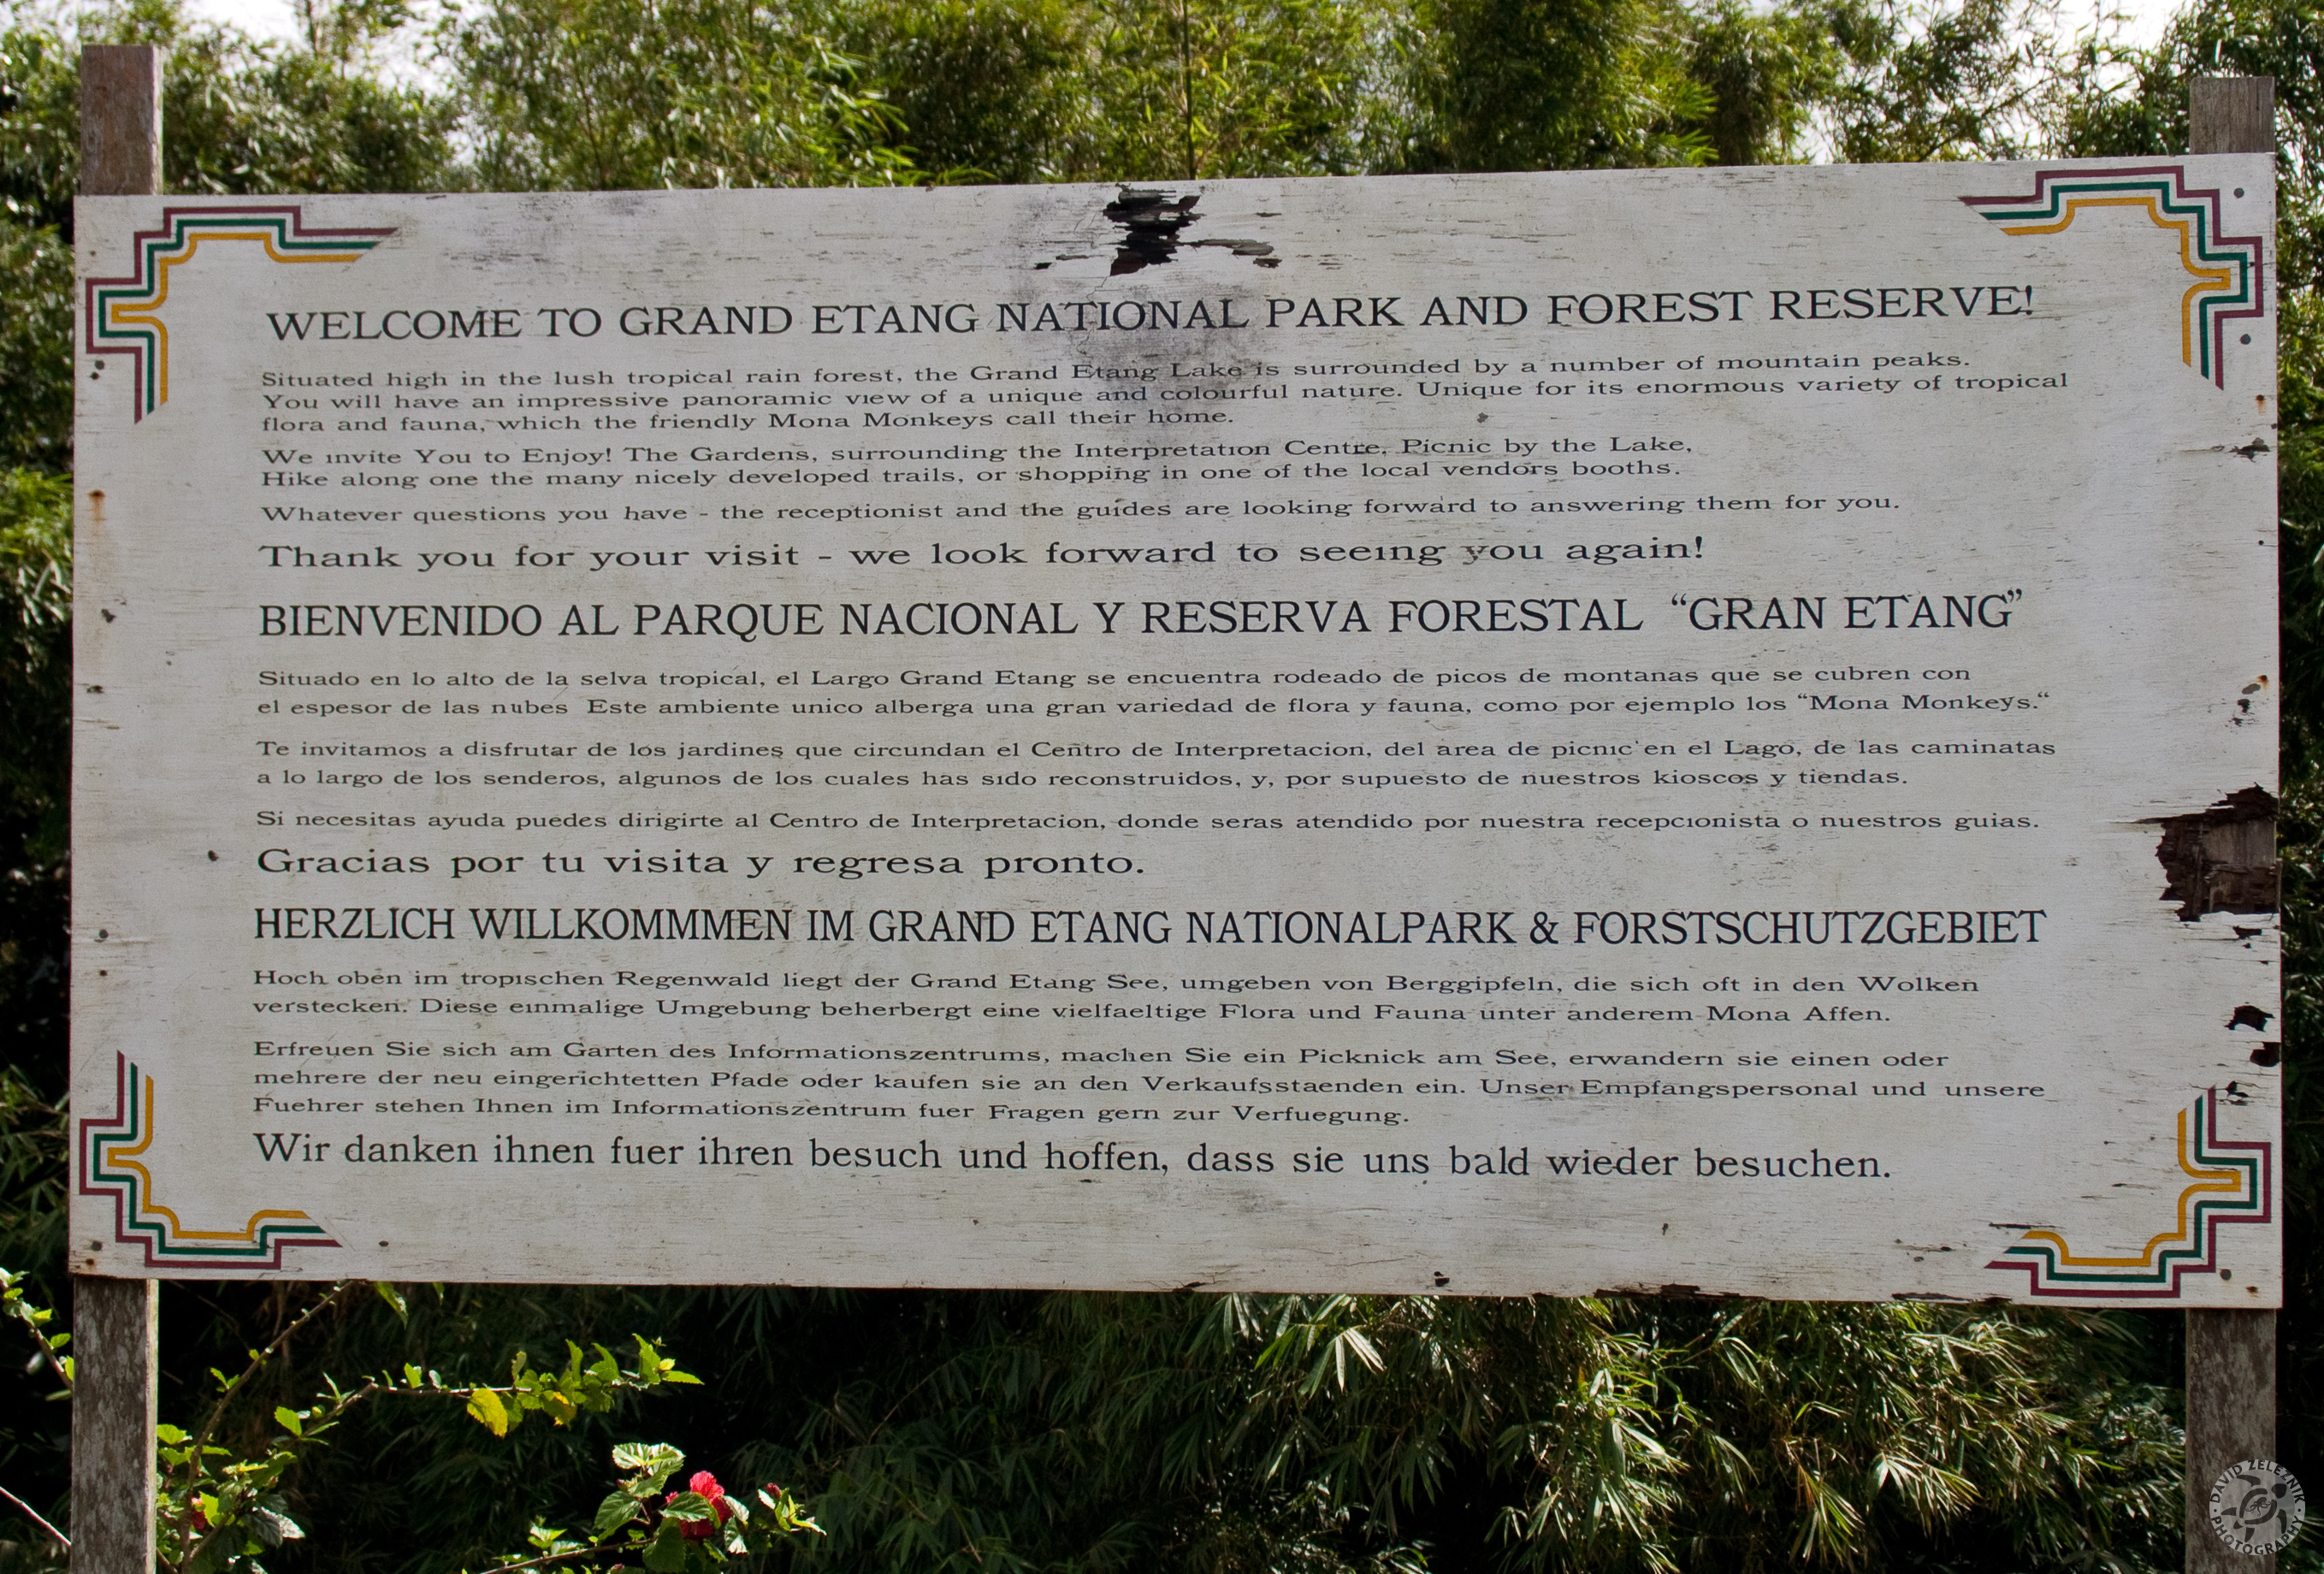 WELCOME TO GRAND ETANG NATIONAL PARK AND FOREST RESERVE!
Situated high in the lush tropical rain forest, the Grand Etang Lake is surrounded by a number of mountain peaks.
You will have an impressive panoramic view of a unique and colourful nature. Unique for its enormous variety of tropical
flora and fauna, which the friendly Mona Monkeys call their home.
We invite You to Enjoy! The Gardens, surrounding the Interpretation Centre, Picnic by the Lake,
Hike along one the many nicely developed trails, or shopping in one of the local vendors booths.
Whatever questions you have - the receptionist and the guides are looking forward to answering them for you.
Thank you for your visit - we look forward to seeing you again!
BIENVENIDO AL PARQUE NACIONAL Y RESERVA FORESTAL "GRAN ETANG"
Situado en lo alto de la selva tropical, el Largo Grand Etang se encuentra rodeado de picos de montanas que se cubren con
el espesor de las nubes Este ambiente unico alberga una gran variedad de flora y fauna, como por ejemplo los "Mona Monkeys."
Te invitamos a disfrutar de los jardines que circundan el Centro de Interpretacion, del area de picnic en el Lago, de las caminatas
a lo largo de los senderos, algunos de los cuales has sido reconstruidos, y, por supuesto de nuestros kioscos y tiendas.
Si necesitas ayuda puedes dirigirte al Centro de Interpretacion, donde seras atendido por nuestra recepcionista o nuestros guias.
Gracias por tu visita y regresa pronto.
HERZLICH WILLKOMMMEN IM GRAND ETANG NATIONALPARK & FORSTSCHUTZGEBIET
Hoch oben im tropischen Regenwald liegt der Grand Etang See, umgeben von Berggipfeln, die sich oft in den Wolken
verstecken. Diese einmalige Umgebung beherbergt eine vielfaeltige Flora und Fauna unter anderem Mona Affen.
Erfreuen Sie sich am Garten des Informationszentrums, machen Sie ein Picknick am See, erwandern sie einen oder
mehrere der neu eingerichtetten Pfade oder kaufen sie an den Verkaufsstaenden ein. Unser Empfangspersonal und unsere
Fuehrer stehen Ihnen im Informationszentrum fuer Fragen gern zur Verfuegung.
Wir danken ihnen fuer ihren besuch und hoffen, dass sie uns bald wieder besuchen.
DAVID ZELEZNIK
PHOTOGRAPHY